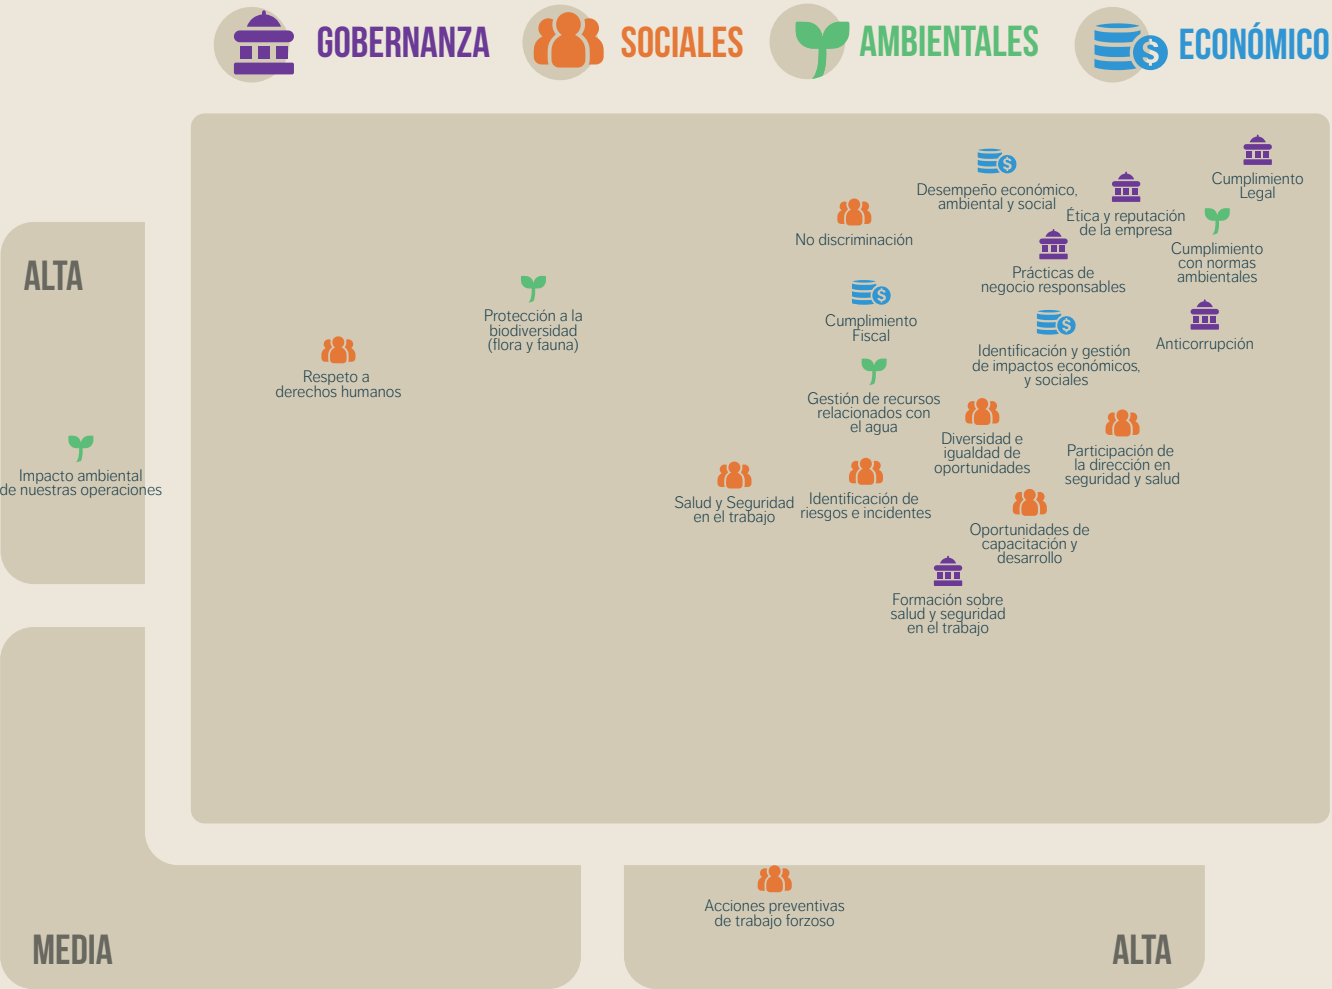 GOBERNANZA
SOCIALES
AMBIENTALES
ECONÓMICO
Cumplimiento
Legal
Desempeño económico,
ambiental y social
Ética y reputación
de la empresa
No discriminación
Cumplimiento
con normas
ambientales
Prácticas de
negocio responsables
ALTA
Protección a la
biodiversidad
(flora y fauna)
Cumplimiento
Fiscal
Anticorrupción
Identificación y gestión
de impactos económicos,
y sociales
Respeto a
derechos humanos
Gestión de recursos
relacionados con
el agua
Diversidad e
igualdad de
oportunidades
Participación de
la dirección en
seguridad y salud
Impacto ambiental
de nuestras operaciones
Salud y Seguridad
en el trabajo
Identificación de
riesgos e incidentes
Oportunidades de
capacitación y
desarrollo
Formación sobre
salud y seguridad
en el trabajo
Acciones preventivas
de trabajo forzoso
MEDIA
ALTA